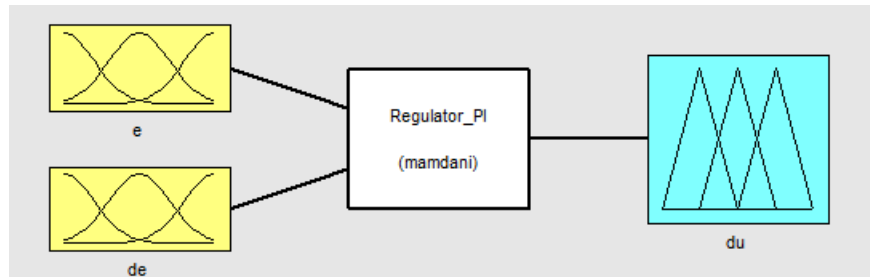 e
Regulator_PI
(mamdani)
de
du